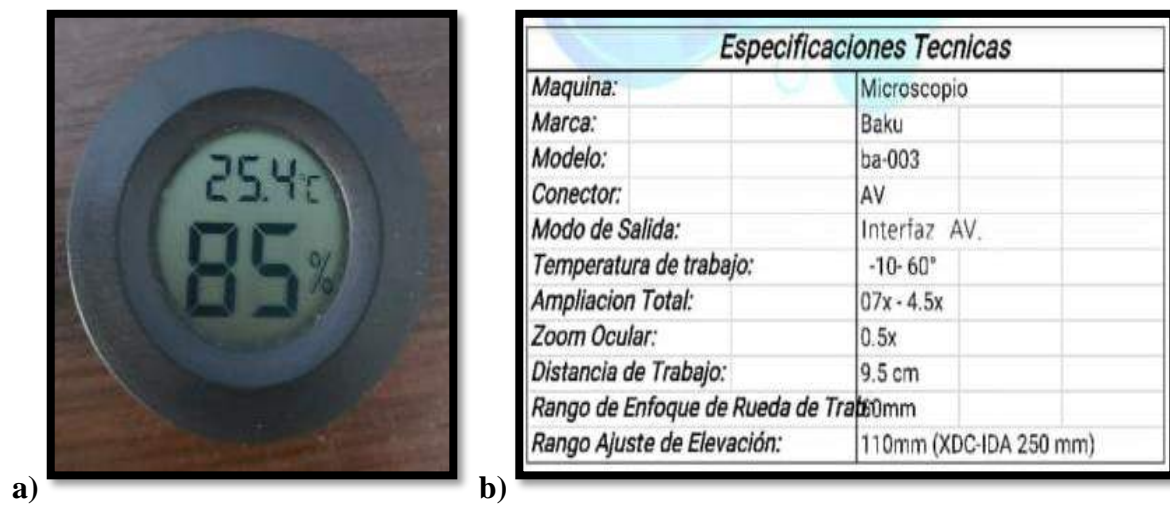 25.4°C
85%
Especificaciones Tecnicas
Maquina: Microscopio
Marca: Baku
Modelo: ba-003
Conector: AV
Modo de Salida: Interfaz AV.
Temperatura de trabajo: -10- 60°
Ampliacion Total: 07x - 4.5x
Zoom Ocular: 0.5x
Distancia de Trabajo: 9.5 cm
Rango de Enfoque de Rueda de 60mm
Rango Ajuste de Elevación: 110mm (XDC-IDA 250 mm)
a) b)